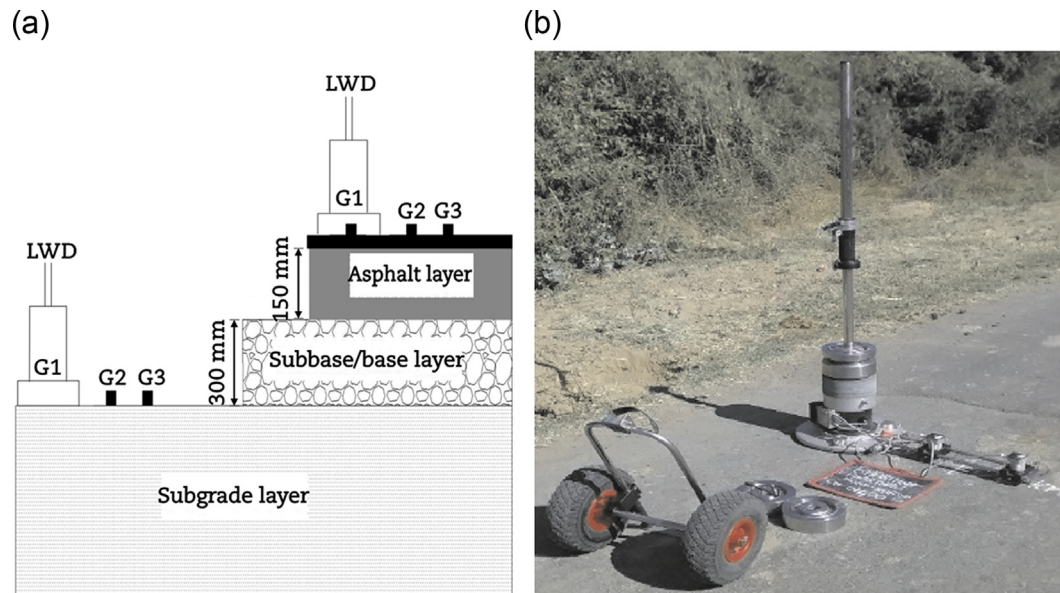 (a)
(b)
LWD
G1
G2 G3
LWD
150 mm
Asphalt layer
G1
G2 G3
300 mm
Subbase/base layer
Subgrade layer